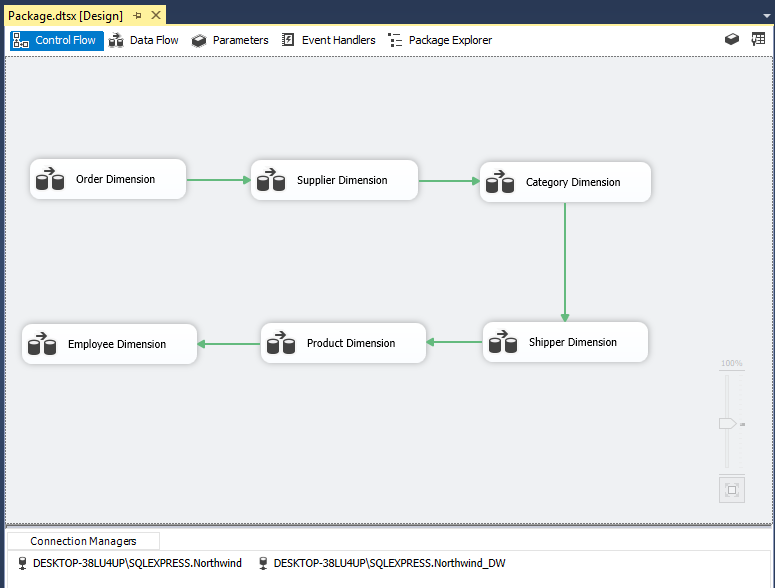 Package.dtsx [Design]
Control Flow Data Flow Parameters Event Handlers Package Explorer
Order Dimension Supplier Dimension Category Dimension
Employee Dimension Product Dimension Shipper Dimension
100%
Connection Managers
DESKTOP-38LU4UP\SQLEXPRESS.Northwind DESKTOP-38LU4UP\SQLEXPRESS.Northwind_DW